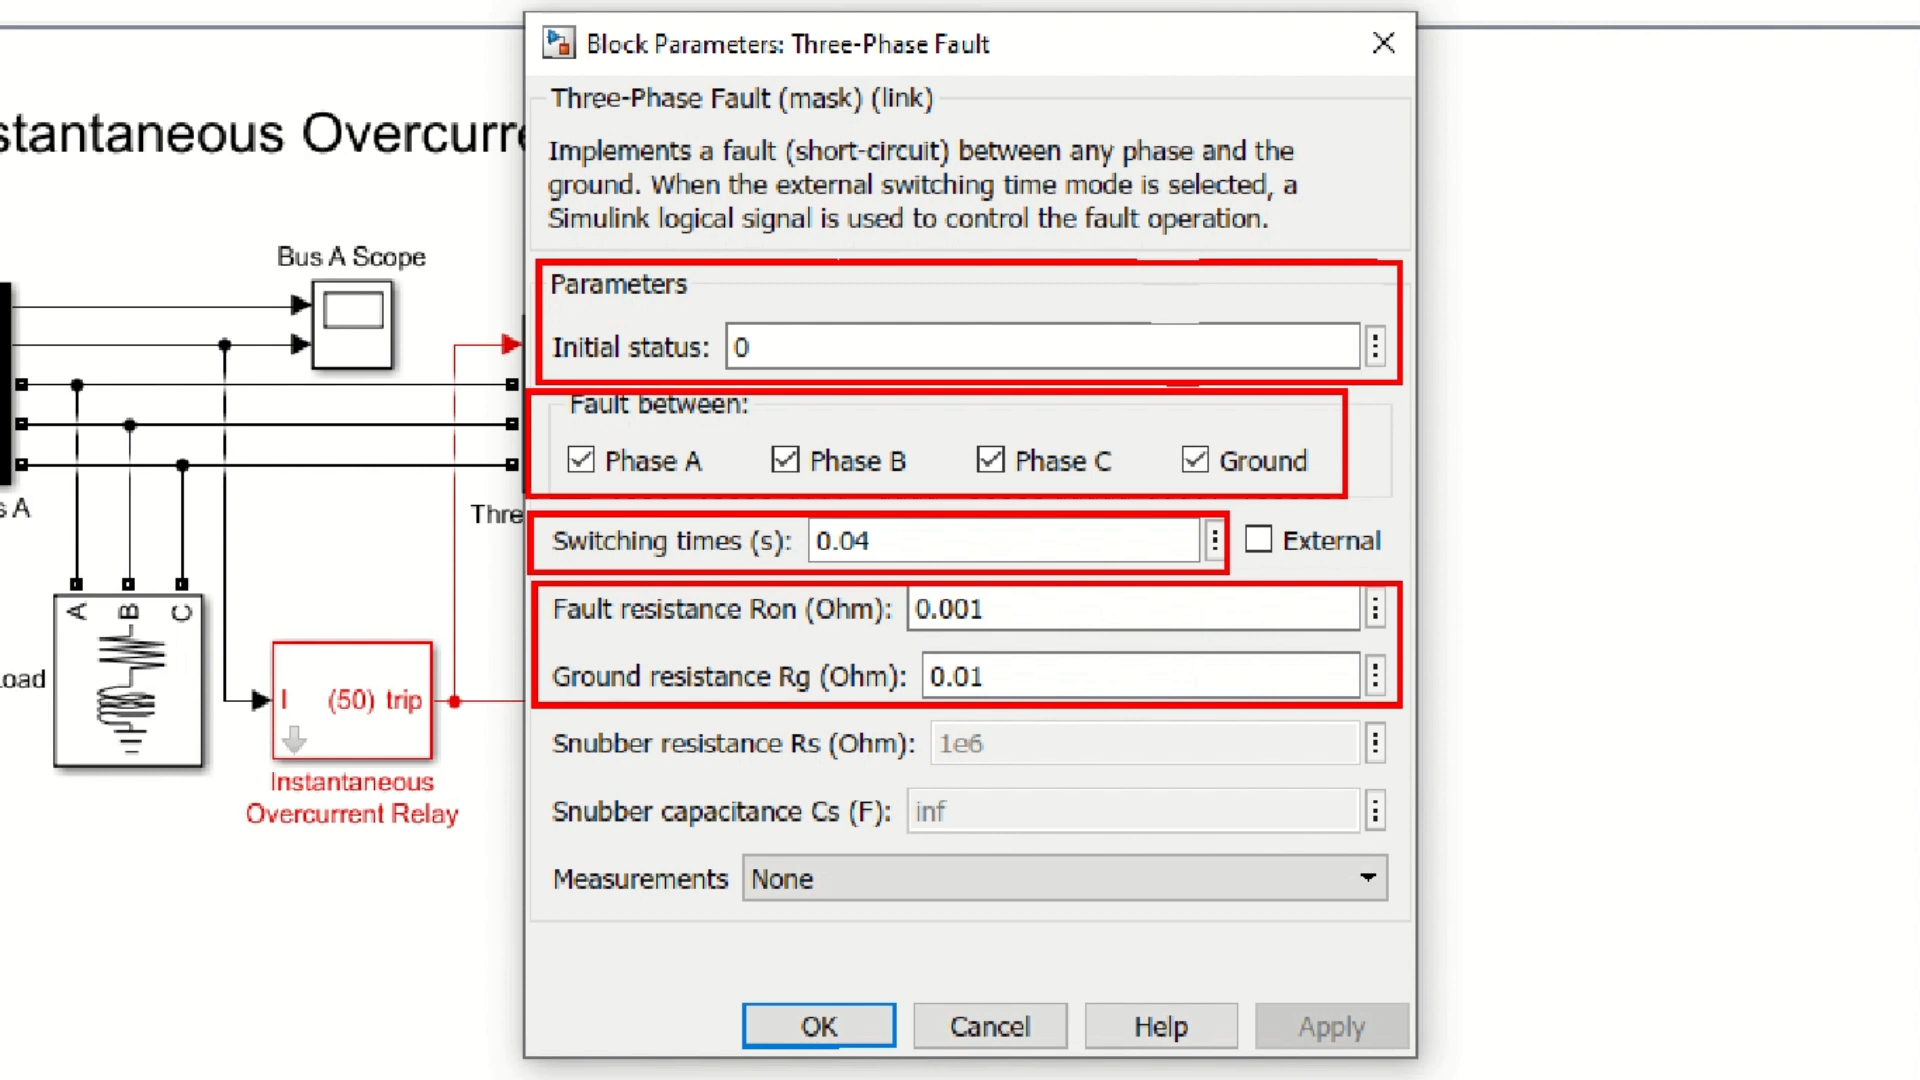 Block Parameters: Three-Phase Fault
Three-Phase Fault (mask) (link)
Implements a fault (short-circuit) between any phase and the
ground. When the external switching time mode is selected, a
Simulink logical signal is used to control the fault operation.
Parameters
Initial status: 0
Fault between:
Phase A Phase B Phase C Ground
Switching times (s): 0.04 External
Fault resistance Ron (Ohm): 0.001
Ground resistance Rg (Ohm): 0.01
Snubber resistance Rs (Ohm): 1e6
Snubber capacitance Cs (F): inf
Measurements None
OK Cancel Help Apply
stantaneous Overcurre
Bus A Scope
s A
Thre
A B C
oad
I (50) trip
Instantaneous
Overcurrent Relay